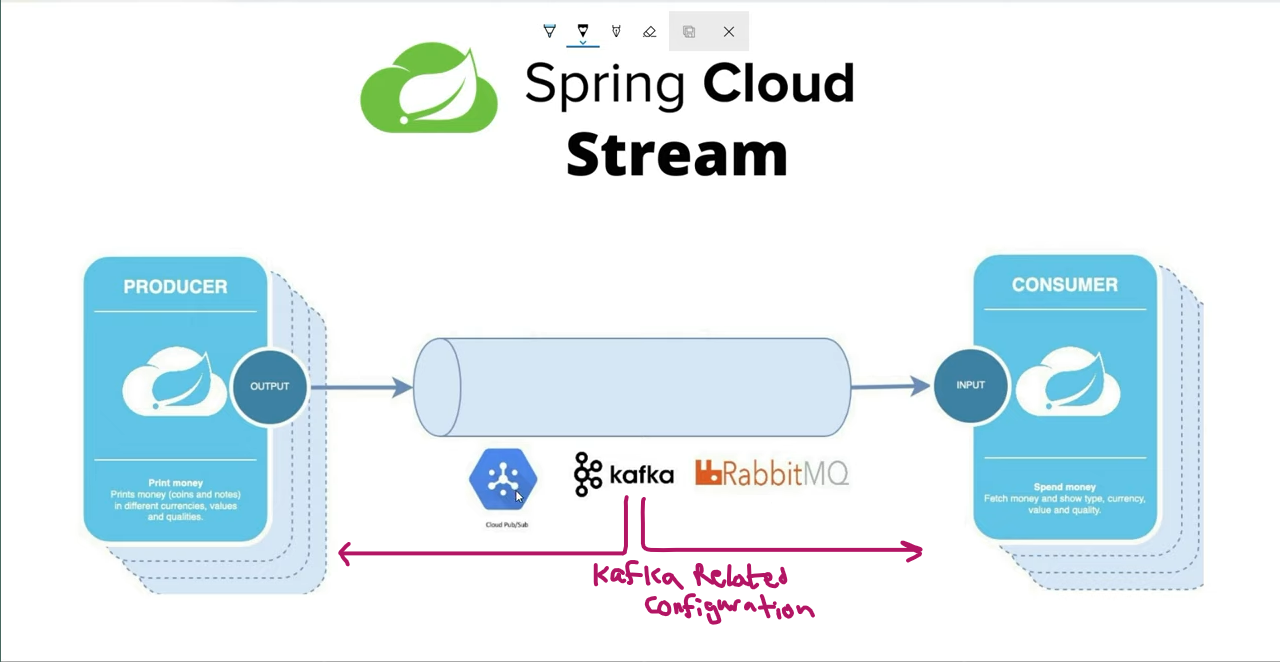 Spring Cloud
Stream
PRODUCER
OUTPUT
Print money
Prints money (coins and notes)
in different currencies, values
and qualities.
Cloud Pub/Sub
kafka
RabbitMQ
CONSUMER
INPUT
Spend money
Fetch money and show type, currency,
value and quality.
Kafka Related
Configuration